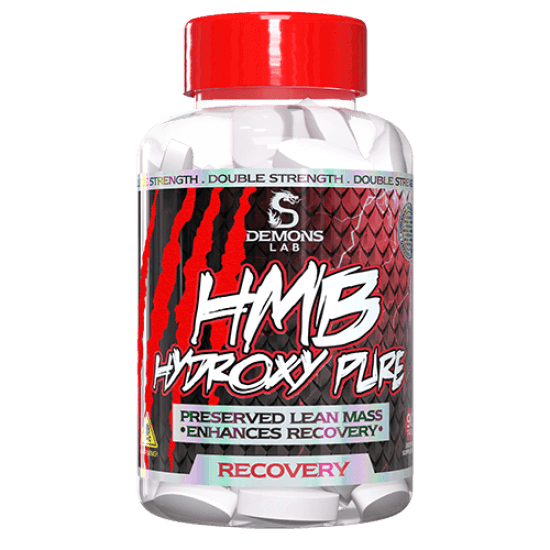 STRENGTH . DOUBLE STRENGTH . DOUBLE STRE
DEMONS
LAB
HMB
HYDROXY PURE
PRESERVED LEAN MASS
•ENHANCES RECOVERY•
RECOVERY